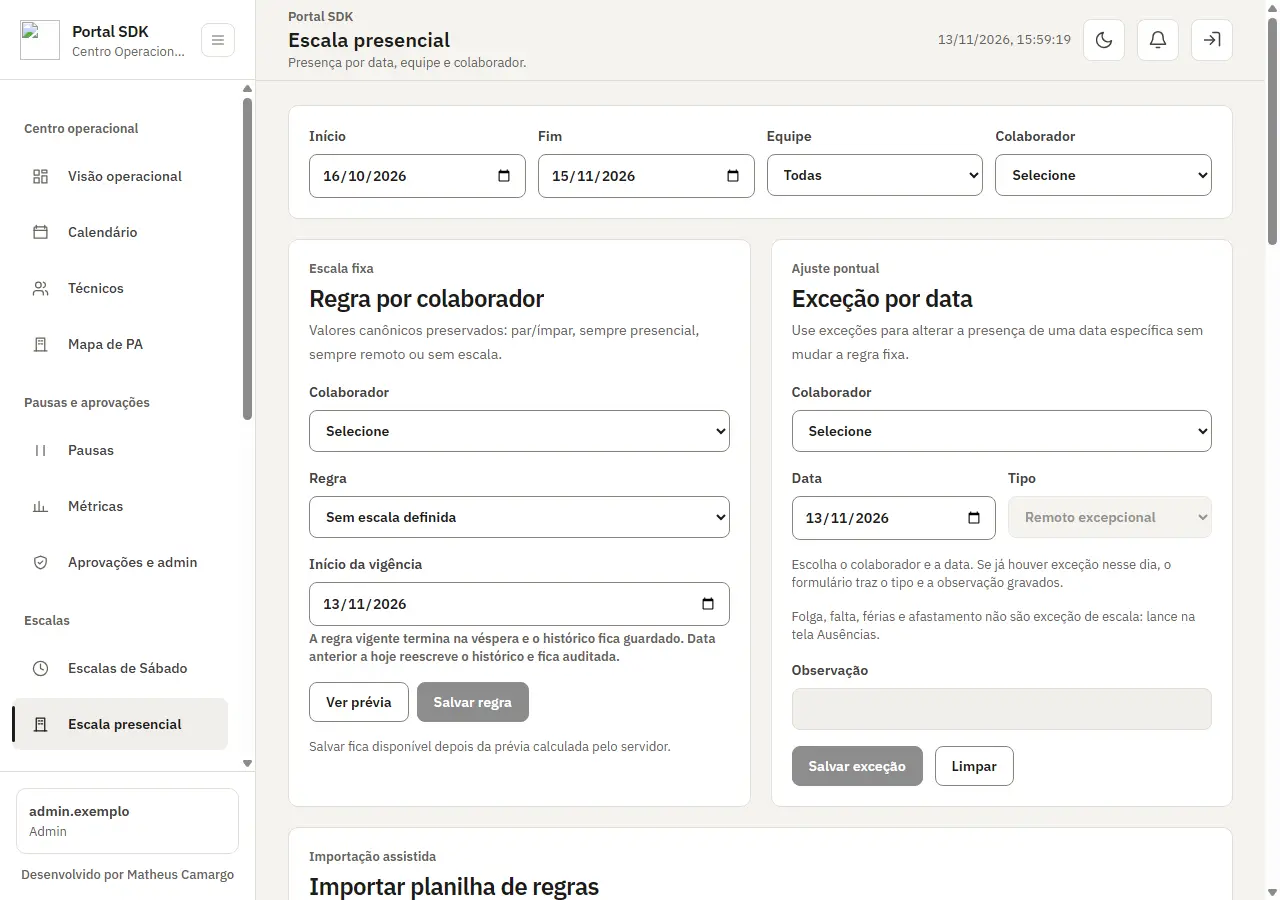 Portal SDK
Centro Operacion...
Centro operacional
Visão operacional
Calendário
Técnicos
Mapa de PA
Pausas e aprovações
Pausas
Métricas
Aprovações e admin
Escalas
Escalas de Sábado
Escala presencial
admin.exemplo
Admin
Desenvolvido por Matheus Camargo
Portal SDK
Escala presencial
Presença por data, equipe e colaborador.
13/11/2026, 15:59:19
Início
Fim
Equipe
Colaborador
16/10/2026
15/11/2026
Todas
Selecione
Escala fixa
Regra por colaborador
Valores canônicos preservados: par/ímpar, sempre presencial,
sempre remoto ou sem escala.
Colaborador
Selecione
Regra
Sem escala definida
Início da vigência
13/11/2026
A regra vigente termina na véspera e o histórico fica guardado. Data
anterior a hoje reescreve o histórico e fica auditada.
Ver prévia
Salvar regra
Salvar fica disponível depois da prévia calculada pelo servidor.
Ajuste pontual
Exceção por data
Use exceções para alterar a presença de uma data específica sem
mudar a regra fixa.
Colaborador
Selecione
Data
Tipo
13/11/2026
Remoto excepcional
Escolha o colaborador e a data. Se já houver exceção nesse dia, o
formulário traz o tipo e a observação gravados.
Folga, falta, férias e afastamento não são exceção de escala: lance na
tela Ausências.
Observação
Salvar exceção
Limpar
Importação assistida
Importar planilha de regras